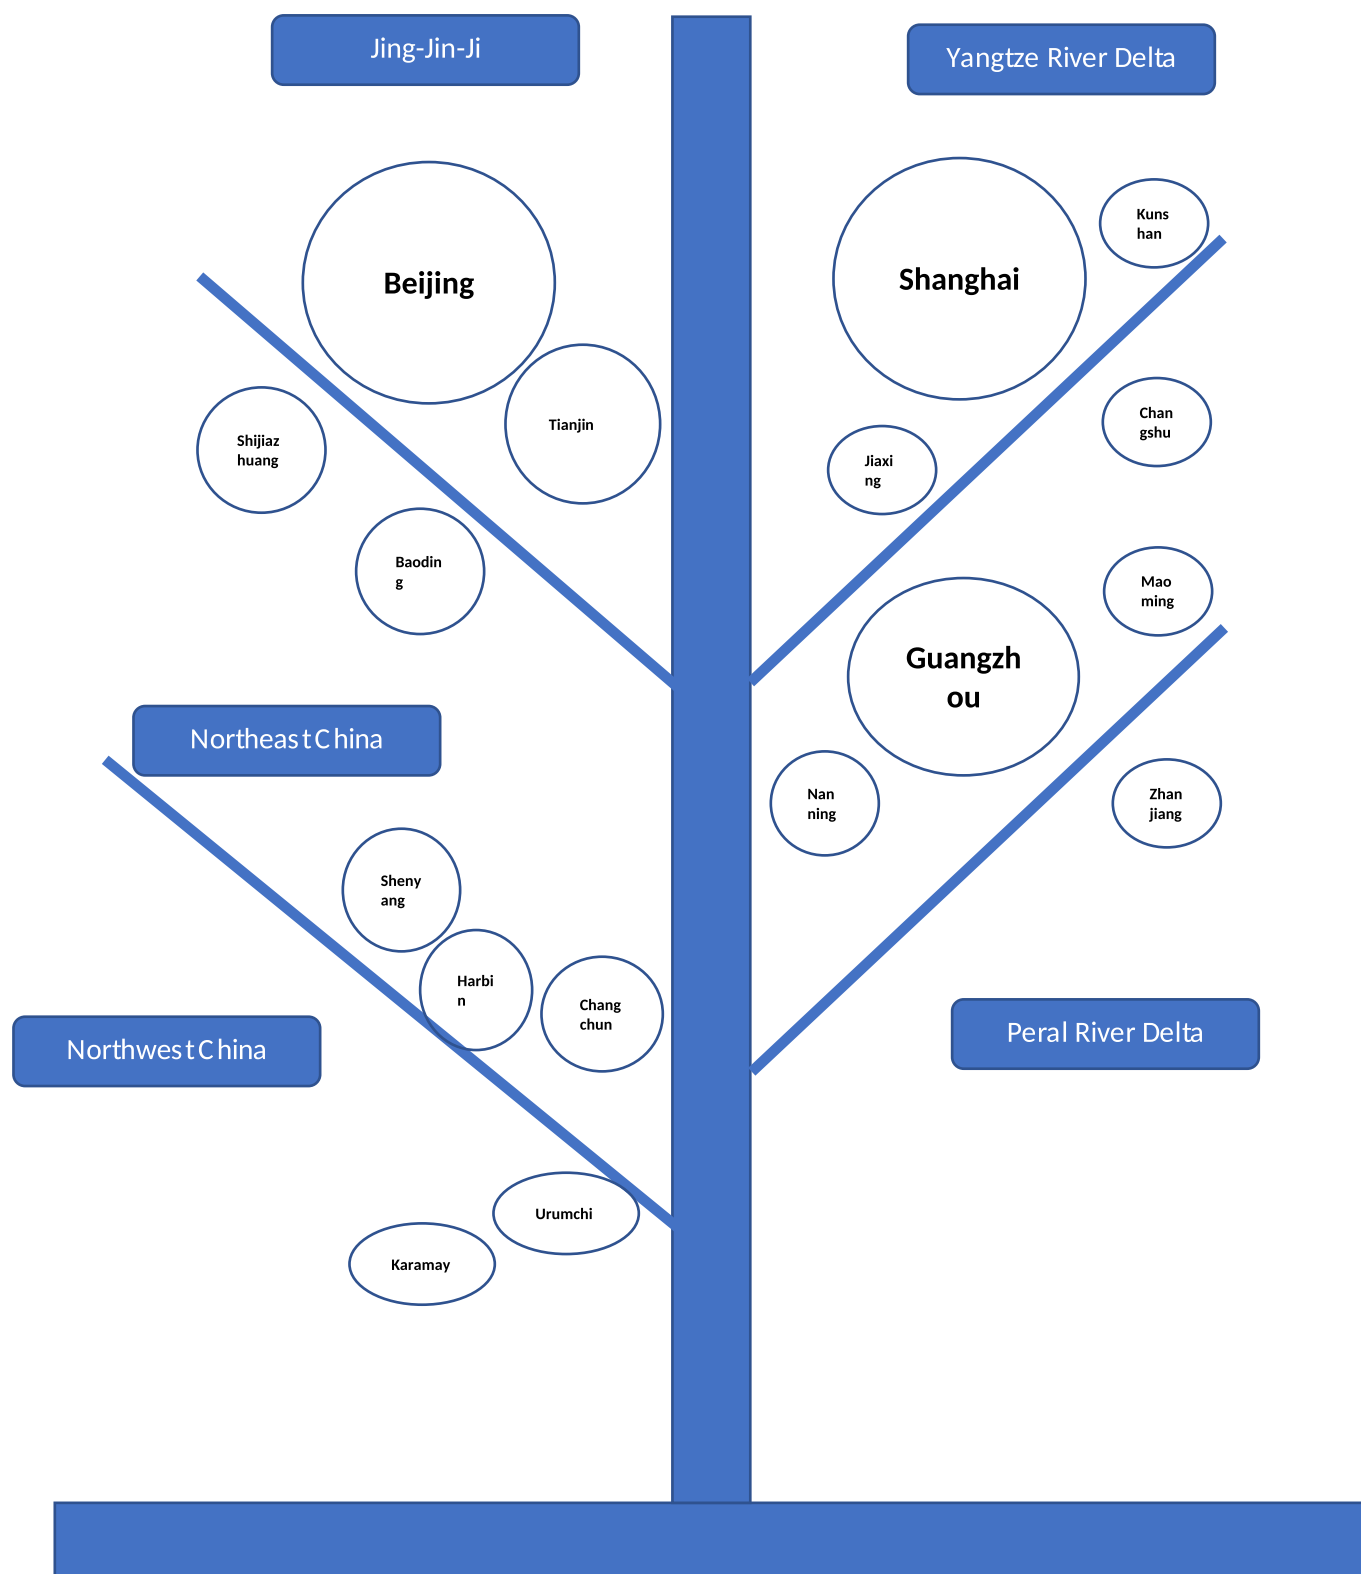 Jing-Jin-Ji
Yangtze River Delta
Beijing
Shanghai
Kuns
han
Tianjin
Shijiaz
huang
Chan
gshu
Jiaxi
ng
Baodin
g
Mao
ming
Guangzh
ou
Northeast China
Nan
ning
Zhan
jiang
Sheny
ang
Harbi
n
Chang
chun
Northwest China
Peral River Delta
Urumchi
Karamay